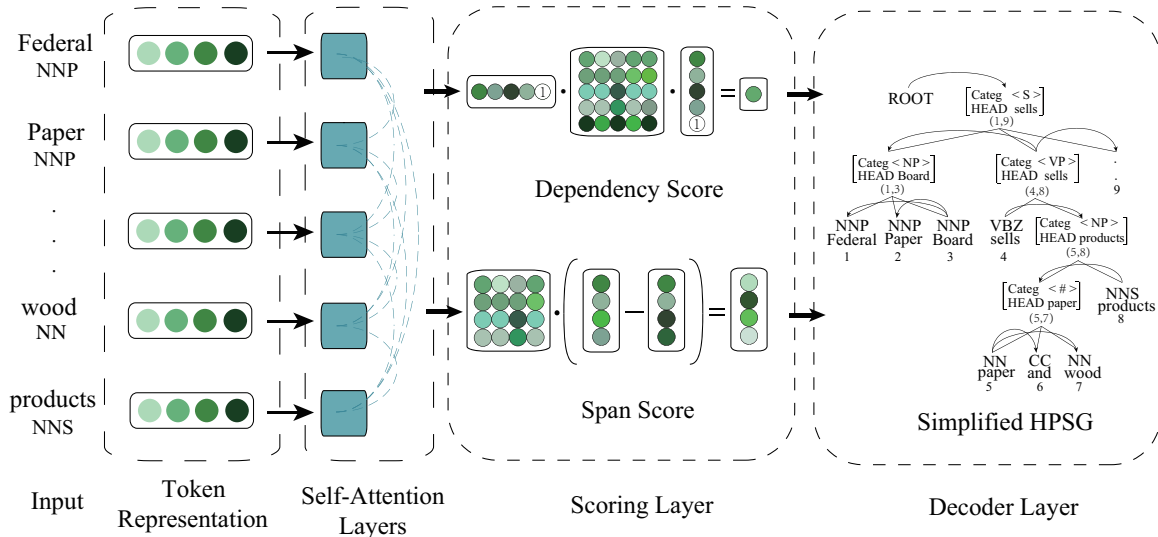 Federal
NNP
Paper
NNP
.
.
.
wood
NN
products
NNS
Input
Token
Representation
Self-Attention
Layers
1
1
=
Dependency Score
( − ) =
Span Score
Scoring Layer
ROOT
[Categ < S >
HEAD sells]
(1,9)
[Categ < NP >
HEAD Board]
(1,3)
[Categ < VP >
HEAD sells]
(4,8)
.
.
9
NNP NNP NNP
Federal Paper Board
1 2 3
VBZ
sells
4
[Categ < NP >
HEAD products]
(5,8)
[Categ < # >
HEAD paper]
(5,7)
NNS
products
8
NN CC NN
paper and wood
5 6 7
Simplified HPSG
Decoder Layer